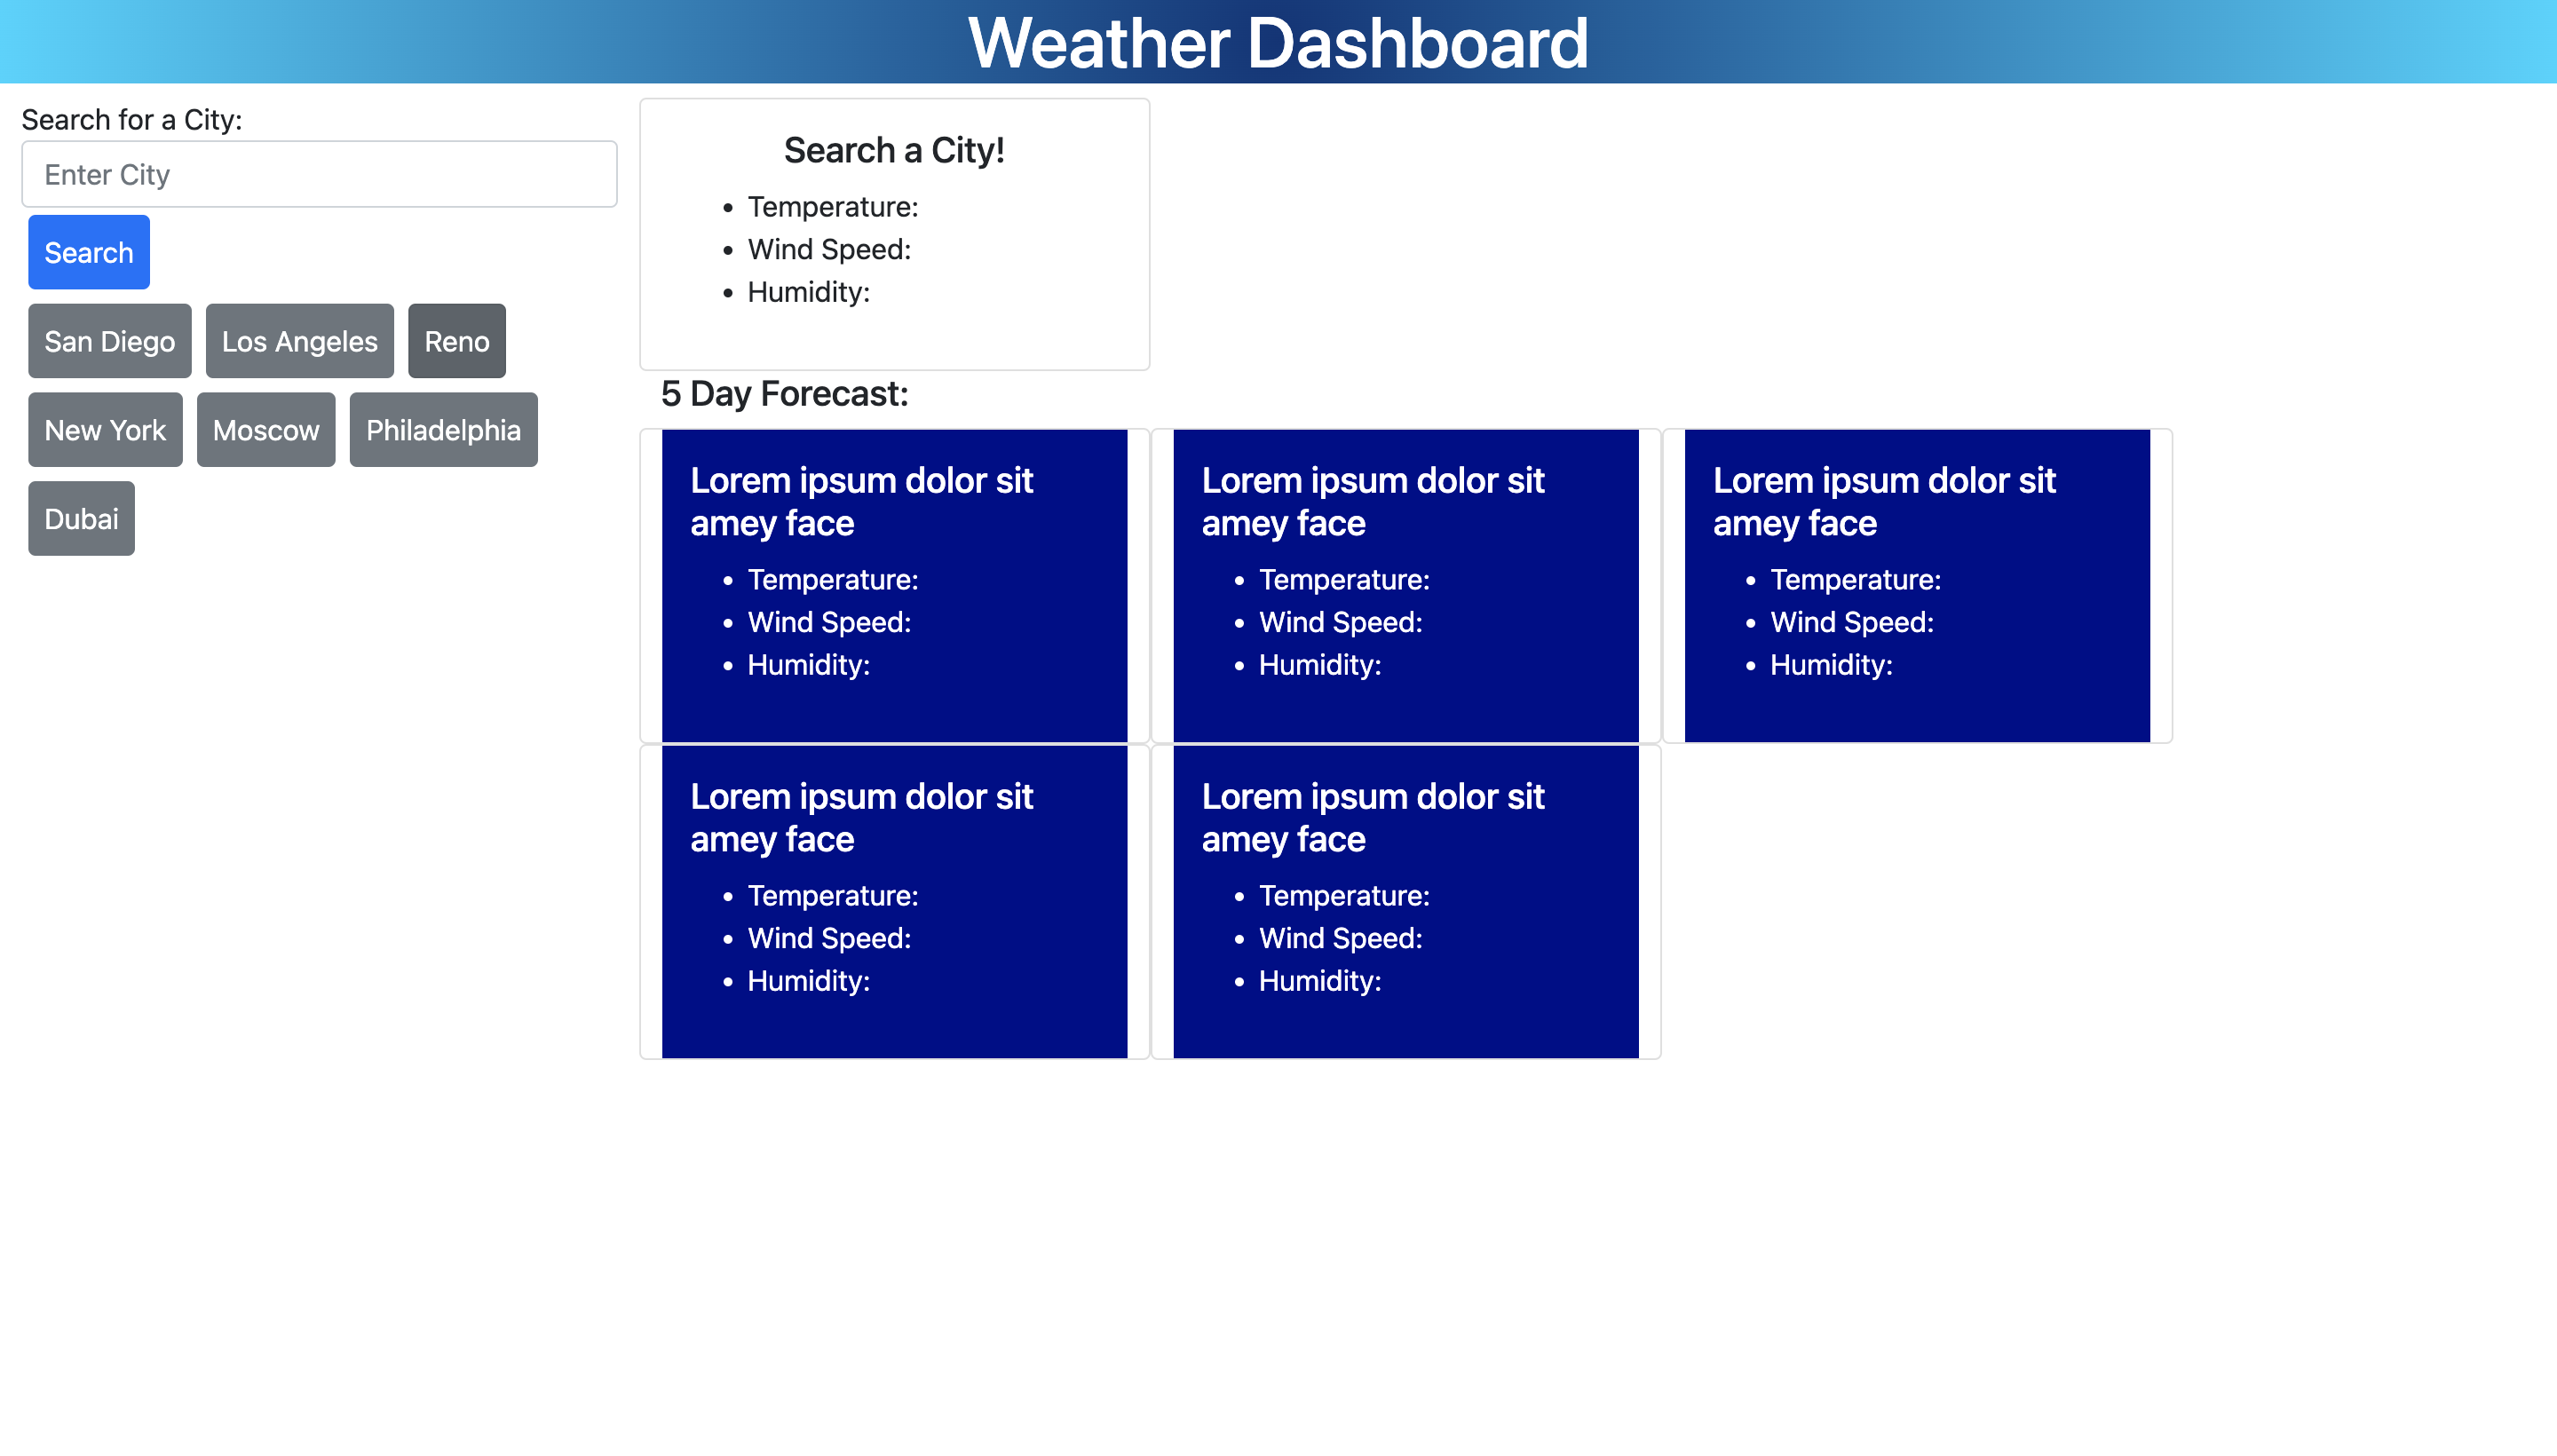 Weather Dashboard
Search for a City:
Enter City
Search
San Diego
Los Angeles
Reno
New York
Moscow
Philadelphia
Dubai
Search a City!
Temperature:
Wind Speed:
Humidity:
5 Day Forecast:
Lorem ipsum dolor sit
amey face
Temperature:
Wind Speed:
Humidity:
Lorem ipsum dolor sit
amey face
Temperature:
Wind Speed:
Humidity:
Lorem ipsum dolor sit
amey face
Temperature:
Wind Speed:
Humidity:
Lorem ipsum dolor sit
amey face
Temperature:
Wind Speed:
Humidity:
Lorem ipsum dolor sit
amey face
Temperature:
Wind Speed:
Humidity: